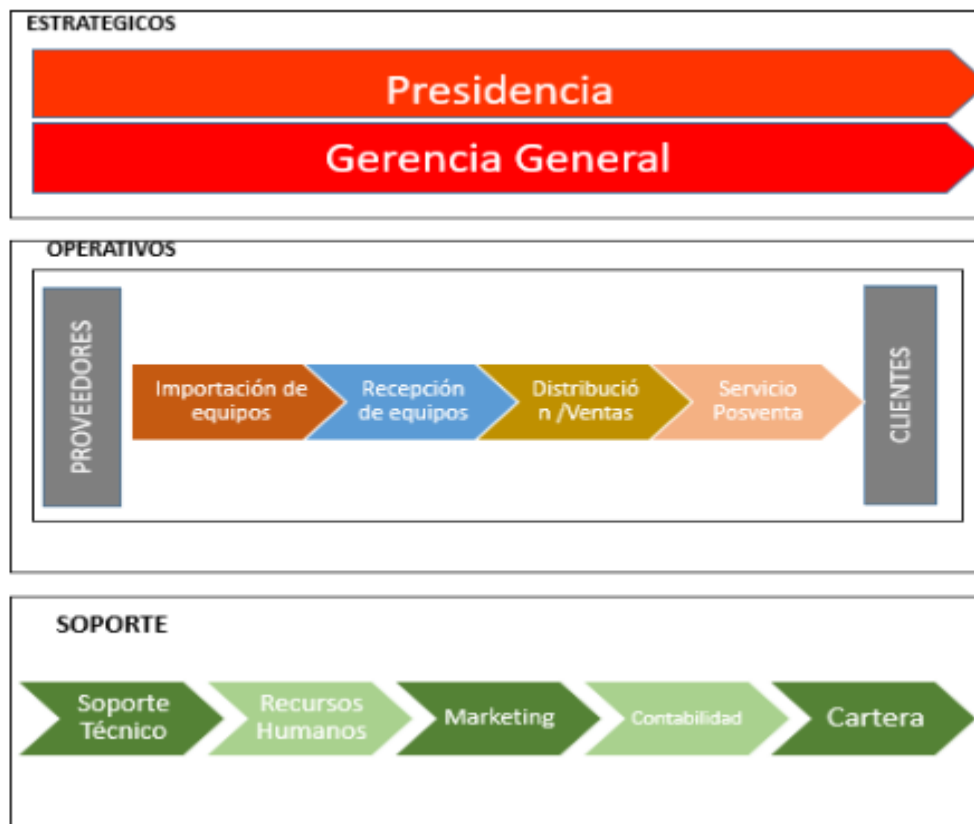 ESTRATEGICOS
Presidencia
Gerencia General
OPERATIVOS
PROVEEDORES
Importación de
equipos
Recepción
de equipos
Distribució
n /Ventas
Servicio
Posventa
CLIENTES
SOPORTE
Soporte
Técnico
Recursos
Humanos
Marketing
Contabilidad
Cartera